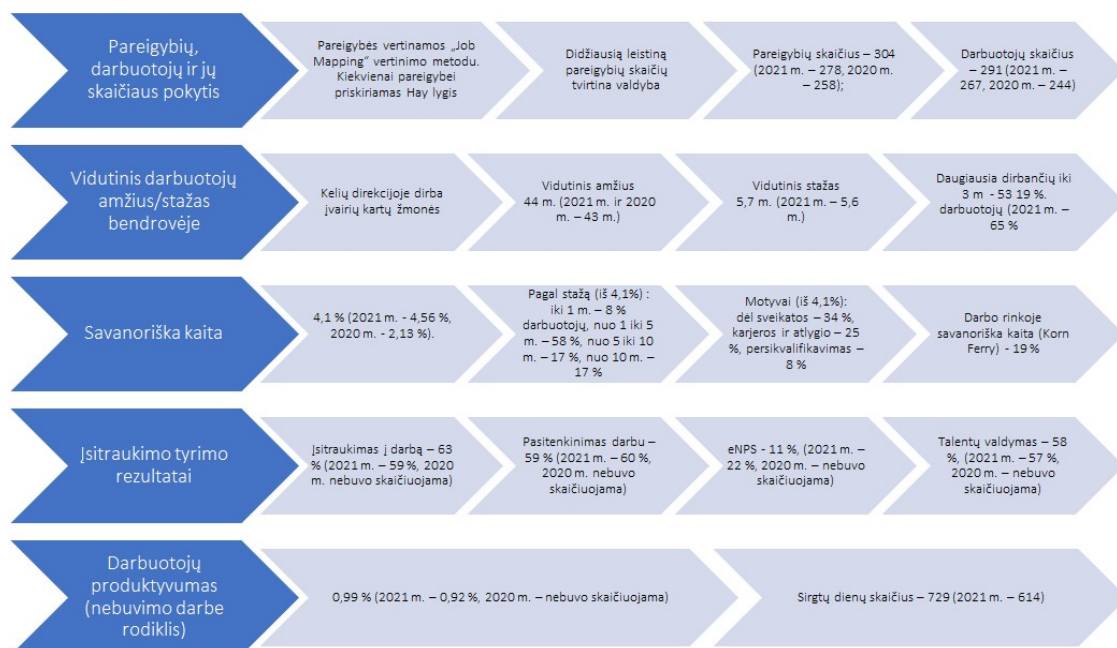 Pareigybių,
darbuotojų ir jų
skaičiaus pokytis
Pareigybės vertinamos „Job
Mapping“ vertinimo metodu.
Kiekvienai pareigybei
priskiriamas Hay lygis
Didžiausią leistiną
pareigybių skaičių
tvirtina valdyba
Pareigybių skaičius – 304
(2021 m. – 278, 2020 m.
– 258);
Darbuotojų skaičius
– 291 (2021 m. –
267, 2020 m. – 244)
Vidutinis darbuotojų
amžius/stažas
bendrovėje
Kelių direkcijoje dirba
įvairių kartų žmonės
Vidutinis amžius
44 m. (2021 m. ir 2020
m. – 43 m.)
Vidutinis stažas
5,7 m. (2021 m. – 5,6
m.)
Daugiausia dirbančių iki
3 m - 53 19 %.
darbuotojų (2021 m. –
65 %
Savanoriška kaita
4,1 % (2021 m. - 4,56 %,
2020 m. - 2,13 %).
Pagal stažą (iš 4,1%) :
iki 1 m. – 8 %
darbuotojų, nuo 1 iki 5
m. – 58 %, nuo 5 iki 10
m. – 17 %, nuo 10 m. –
17 %
Motyvai (iš 4,1%):
dėl sveikatos – 34 %,
karjeros ir atlygio – 25
%, persikvalifikavimas –
8 %
Darbo rinkoje
savanoriška kaita (Korn
Ferry) - 19 %
Įsitraukimo tyrimo
rezultatai
Įsitraukimas į darbą – 63
% (2021 m. – 59 %, 2020
m. nebuvo skaičiuojama)
Pasitenkinimas darbu –
59 % (2021 m. – 60 %,
2020 m. nebuvo
skaičiuojama)
eNPS - 11 %, (2021 m. –
22 %, 2020 m. – nebuvo
skaičiuojama)
Talentų valdymas – 58
%, (2021 m. – 57 %,
2020 m. – nebuvo
skaičiuojama)
Darbuotojų
produktyvumas
(nebuvimo darbe
rodiklis)
0,99 % (2021 m. – 0,92 %, 2020 m. – nebuvo skaičiuojama)
Sirgtų dienų skaičius – 729 (2021 m. – 614)